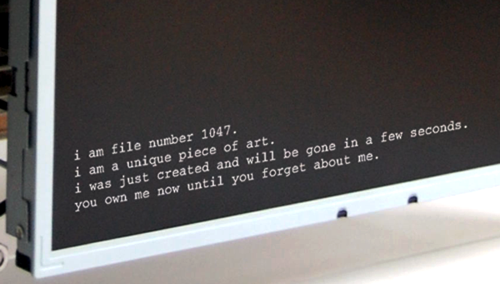 i am file number 1047.
i am a unique piece of art.
i was just created and will be gone in a few seconds.
you own me now until you forget about me.